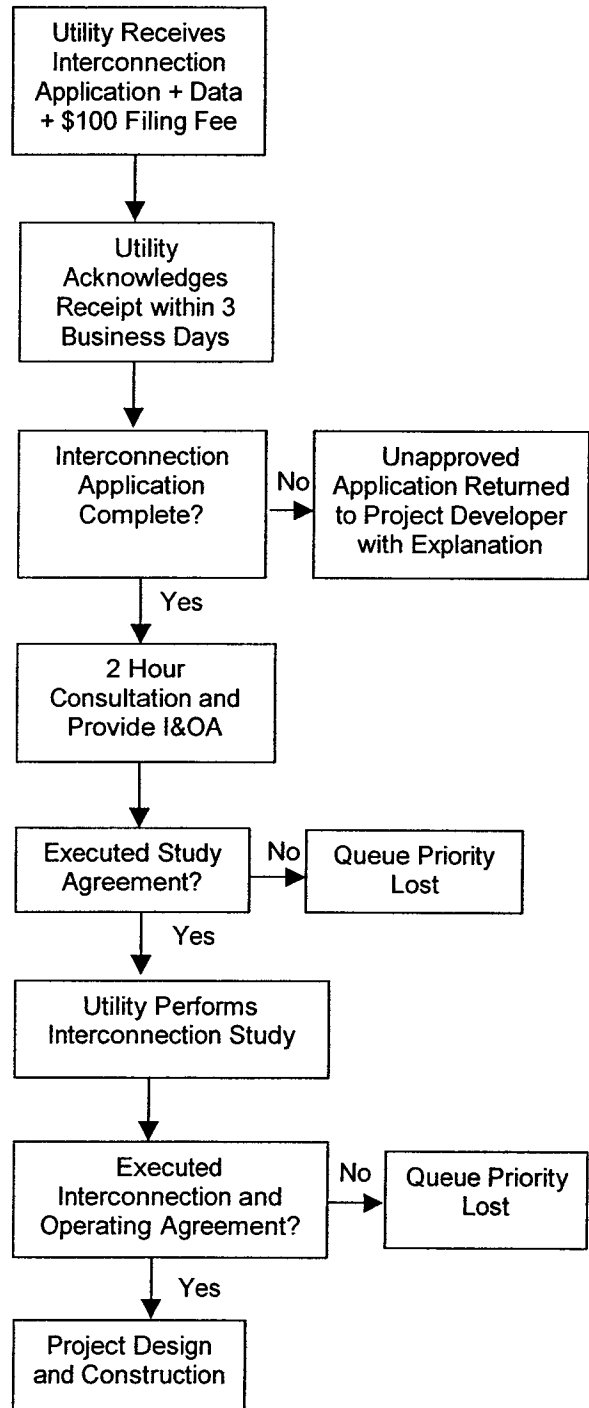 Utility Receives
Interconnection
Application + Data
+ $100 Filing Fee
Utility
Acknowledges
Receipt within 3
Business Days
Interconnection
Application
Complete?
No
Unapproved
Application Returned
to Project Developer
with Explanation
Yes
2 Hour
Consultation and
Provide I&OA
Executed Study
Agreement?
No
Queue Priority
Lost
Yes
Utility Performs
Interconnection Study
Executed
Interconnection and
Operating Agreement?
No
Queue Priority
Lost
Yes
Project Design
and Construction